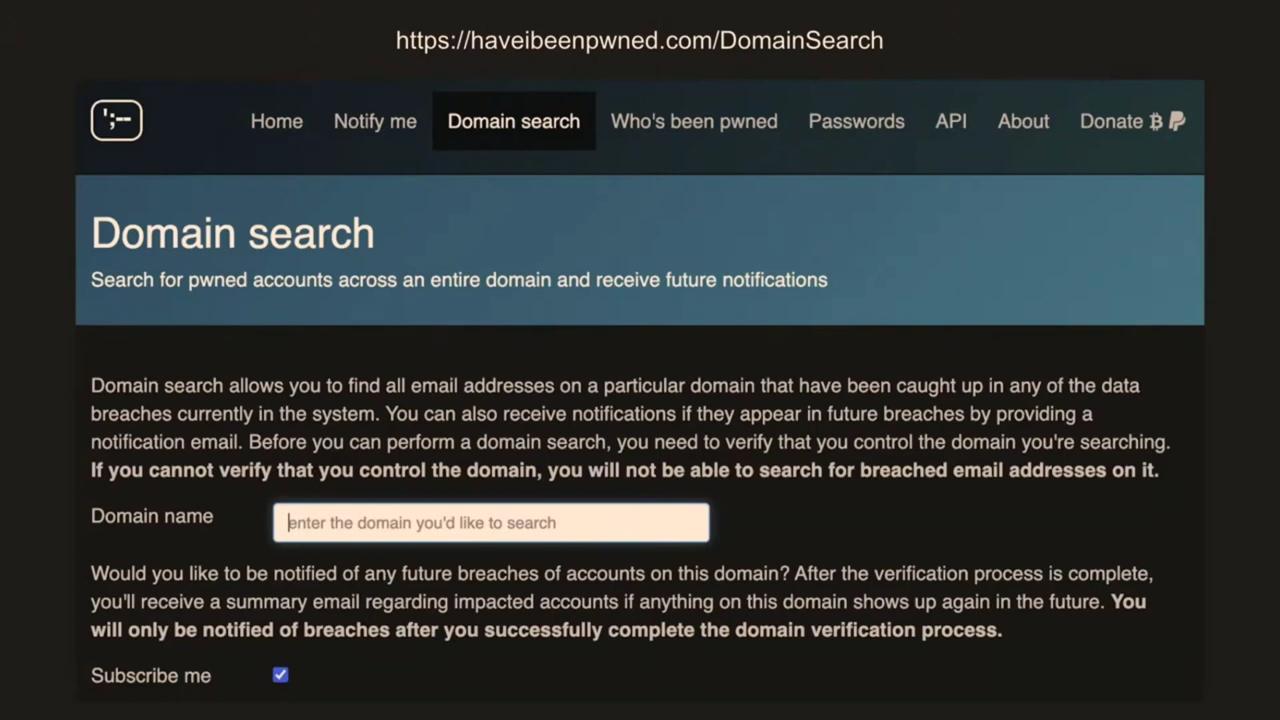 https://haveibeenpwned.com/DomainSearch
';--
Home Notify me Domain search Who's been pwned Passwords API About Donate
Domain search
Search for pwned accounts across an entire domain and receive future notifications
Domain search allows you to find all email addresses on a particular domain that have been caught up in any of the data
breaches currently in the system. You can also receive notifications if they appear in future breaches by providing a
notification email. Before you can perform a domain search, you need to verify that you control the domain you're searching.
If you cannot verify that you control the domain, you will not be able to search for breached email addresses on it.
Domain name
enter the domain you'd like to search
Would you like to be notified of any future breaches of accounts on this domain? After the verification process is complete,
you'll receive a summary email regarding impacted accounts if anything on this domain shows up again in the future. You
will only be notified of breaches after you successfully complete the domain verification process.
Subscribe me